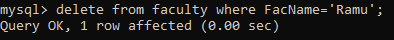 mysql> delete from faculty where FacName='Ramu';
Query OK, 1 row affected (0.00 sec)